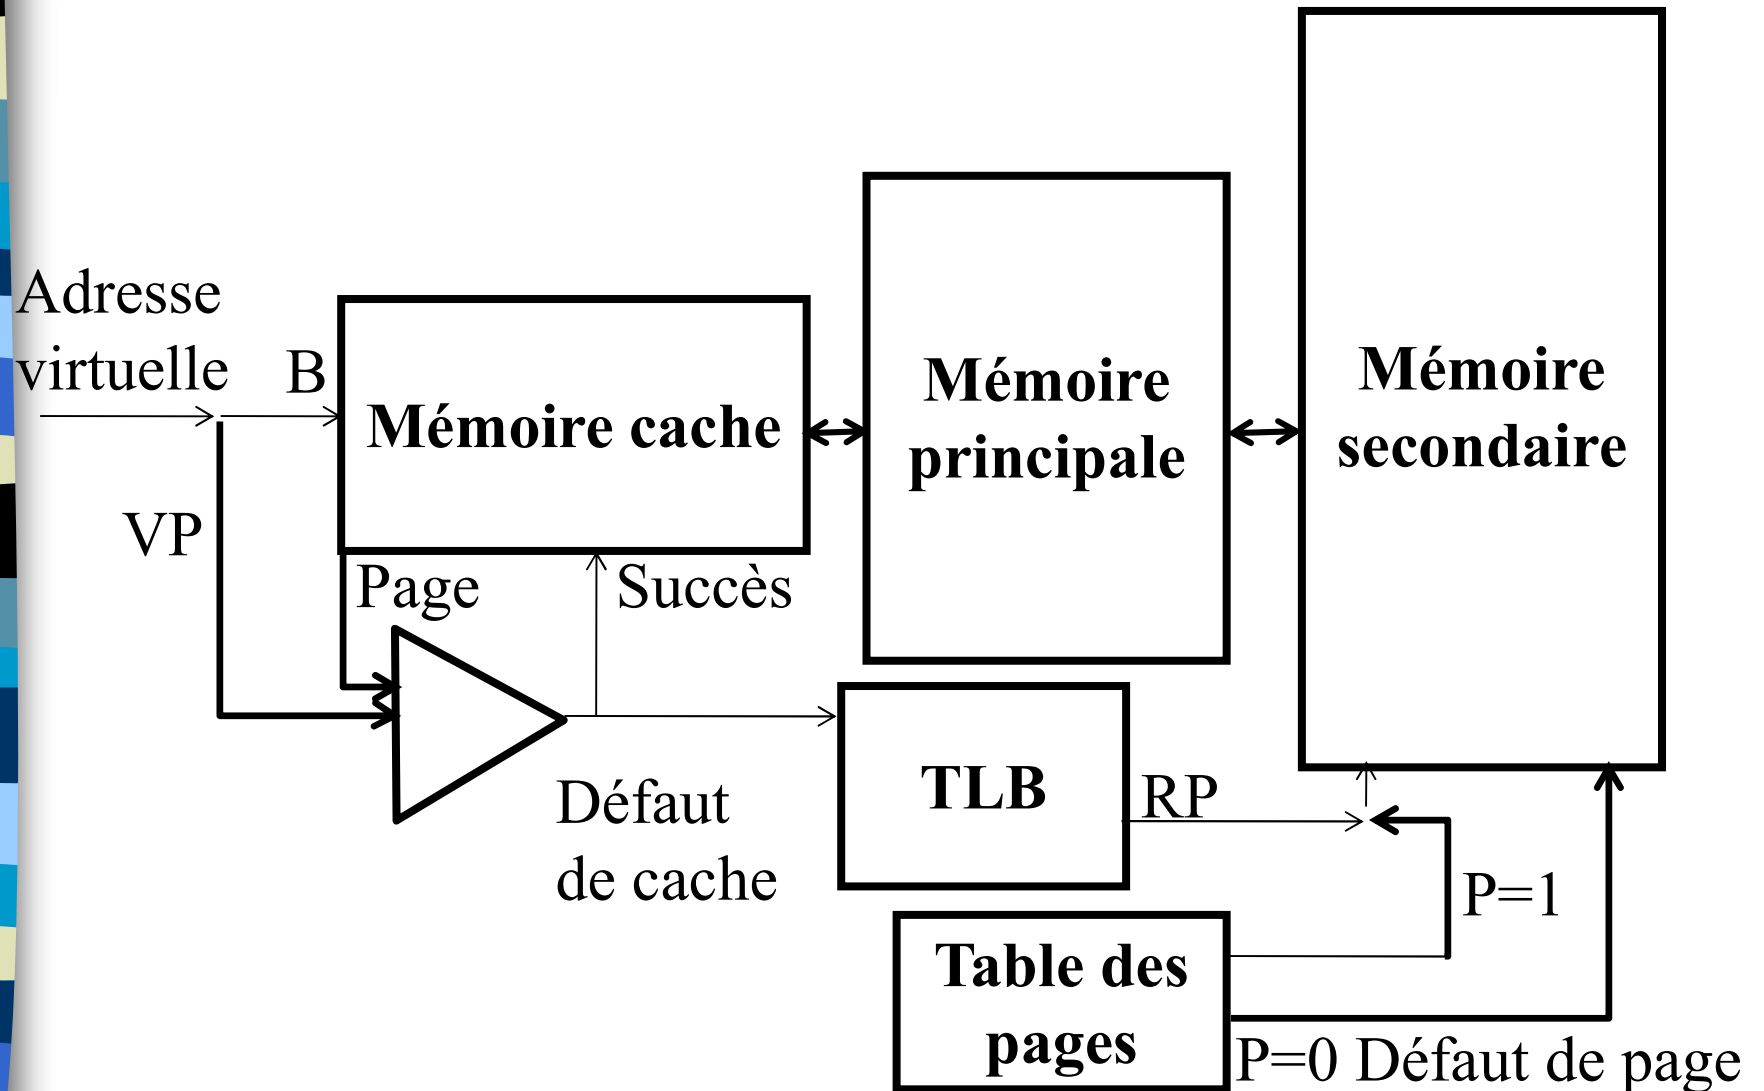 Adresse
virtuelle
B
Mémoire cache
Mémoire
principale
Mémoire
secondaire
VP
Page
Succès
Défaut
de cache
TLB
RP
P=1
Table des
pages
P=0 Défaut de page